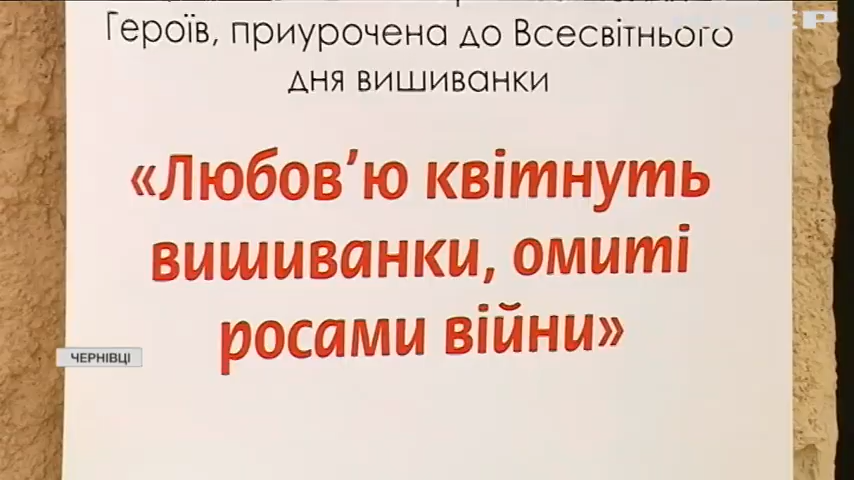 Героїв, приурочена до Всесвітнього
дня вишиванки
«Любов’ю квітнуть
вишиванки, омиті
росами війни»
ЧЕРНІВЦІ